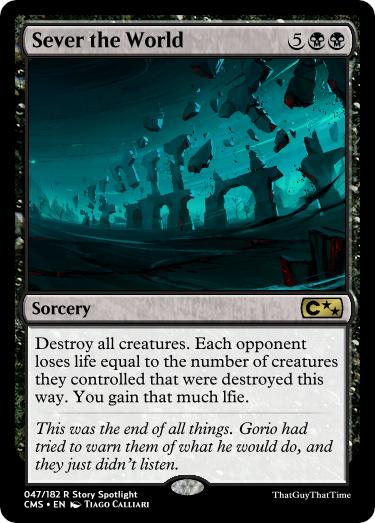 Sever the World 5
Sorcery C
Destroy all creatures. Each opponent
loses life equal to the number of creatures
they controlled that were destroyed this
way. You gain that much lfie.
This was the end of all things. Gorio had
tried to warn them of what he would do, and
they just didn't listen.
047/182 R Story Spotlight
CMS • EN Tiago Calliari ThatGuyThatTime